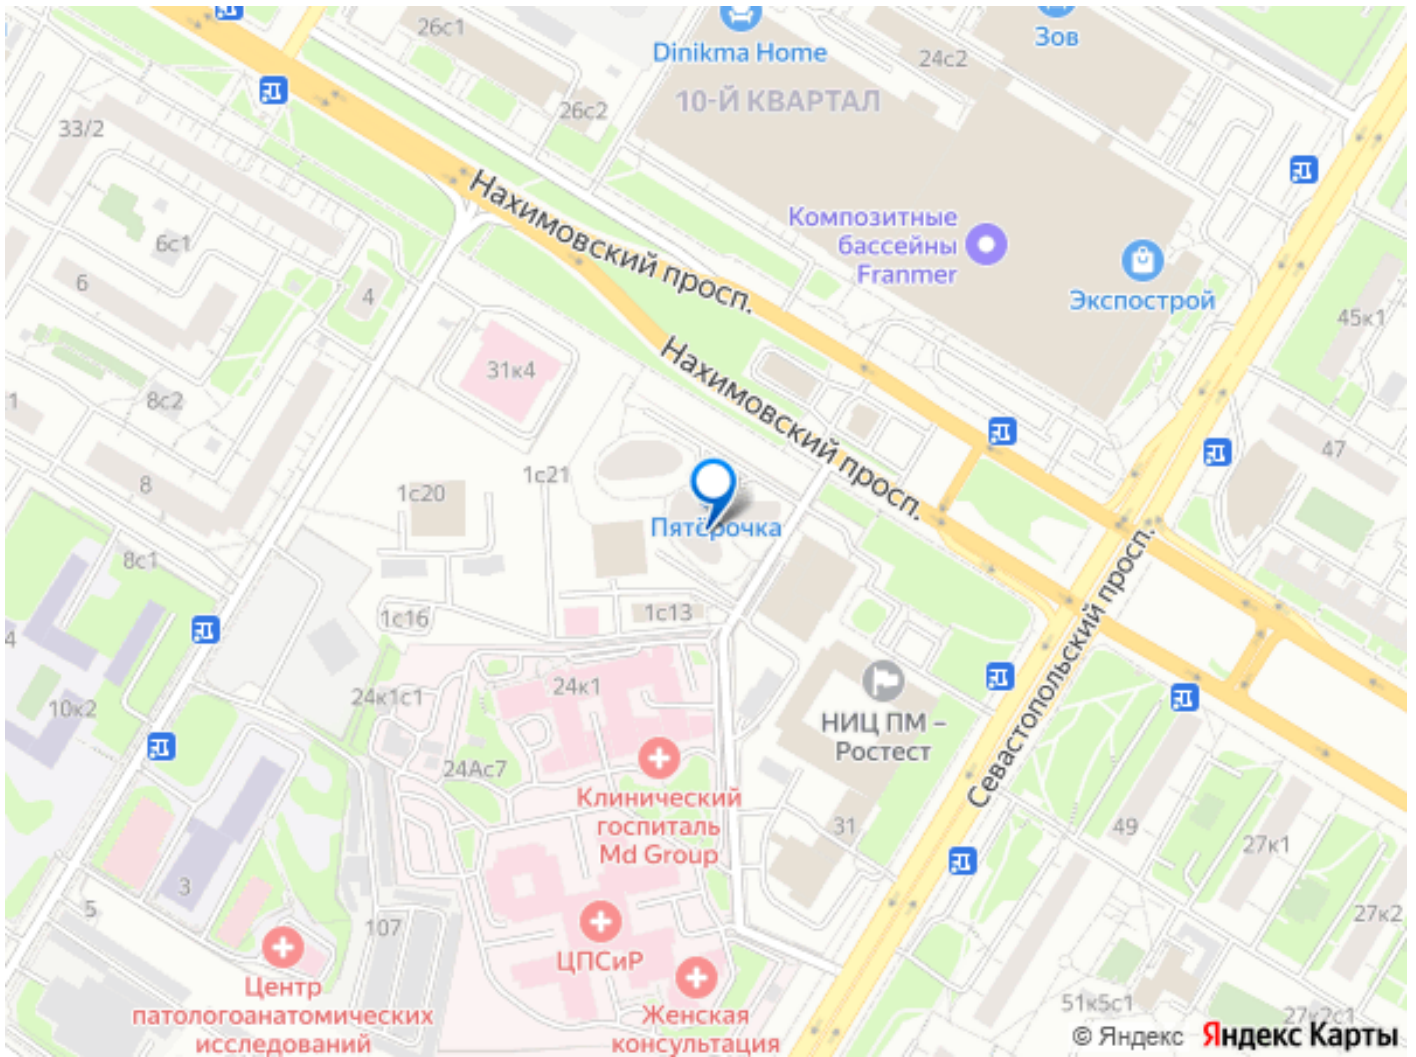 26с1
Dinikma Home
Зов
24с2
10-Й КВАРТАЛ
26с2
33/2
Нахимовский просп.
Композитные
бассейны
Franmer
6с1
6
4
Экспострой
45к1
31к4
Нахимовский просп.
1
8с2
47
8
1с21
1с20
Пятёрочка
8с1
1с16
1с13
Севастопольский просп.
4
24к1
24к1с1
10к2
НИЦ ПМ –
Ростест
24Ас7
Клинический
госпиталь
Md Group
31
49
27к1
3
5
107
27к2
ЦПСиР
Центр
патологоанатомических
исследований
Женская
консультация
51к5с1
27к2с1
© Яндекс Яндекс Карты